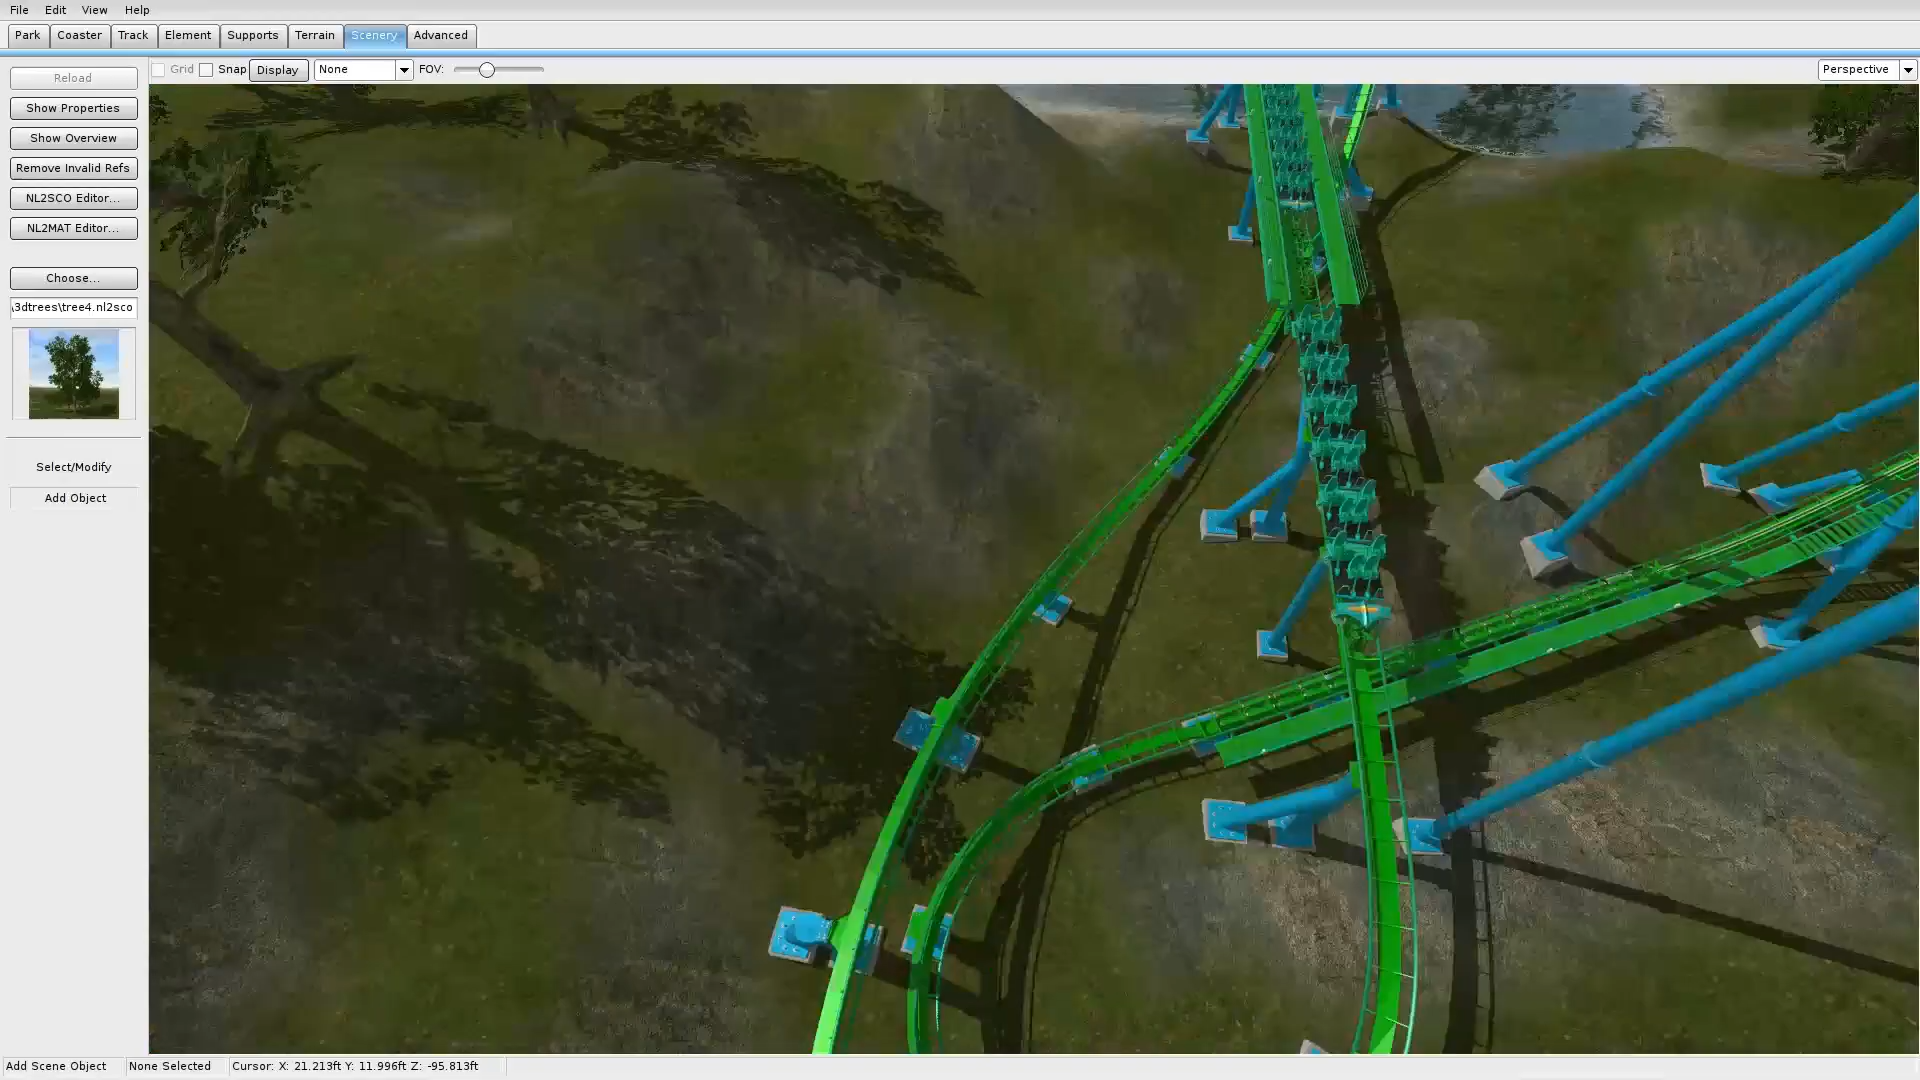 File Edit View Help
Park Coaster Track Element Supports Terrain Scenery Advanced
Reload
Grid Snap Display None FOV: Perspective
Show Properties
Show Overview
Remove Invalid Refs
NL2SCO Editor...
NL2MAT Editor...
Choose...
\3dtrees\tree4.nl2sco
Select/Modify
Add Object
Add Scene Object None Selected Cursor: X: 21.213ft Y: 11.996ft Z: -95.813ft